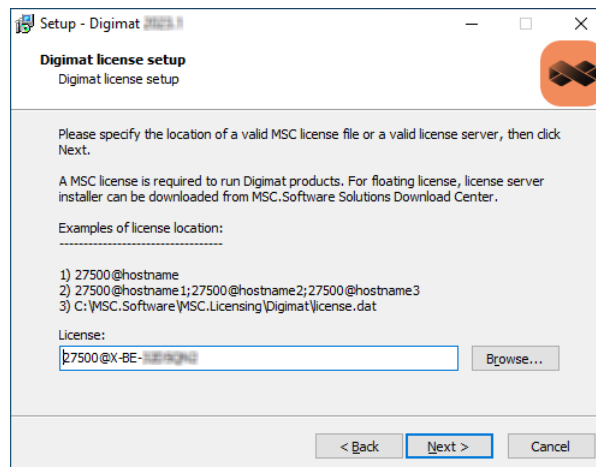 Setup - Digimat
Digimat license setup
Digimat license setup
Please specify the location of a valid MSC license file or a valid license server, then click
Next.
A MSC license is required to run Digimat products. For floating license, license server
installer can be downloaded from MSC.Software Solutions Download Center.
Examples of license location:
----------------------------------
1) 27500@hostname
2) 27500@hostname1;27500@hostname2;27500@hostname3
3) C:\MSC.Software\MSC.Licensing\Digimat\license.dat
License:
27500@X-BE-
Browse...
< Back
Next >
Cancel